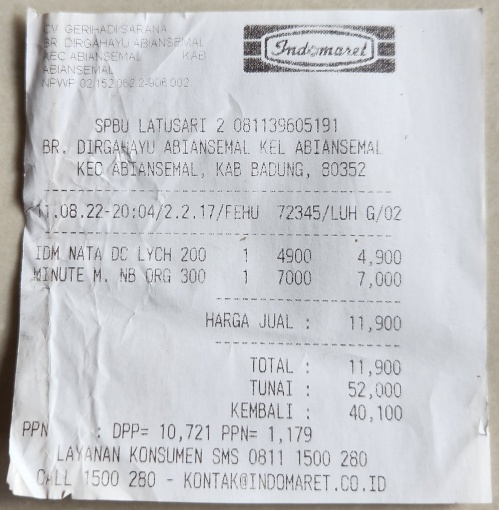 CV GERIHADI SARANA
BR DIRGAHAYU ABIANSEMAL
KEC ABIANSEMAL KAB
ABIANSEMAL
NPWP 02/152.062.2-906.002
Indomaret
SPBU LATUSARI 2 081139605191
BR. DIRGAHAYU ABIANSEMAL KEL ABIANSEMAL
KEC ABIANSEMAL, KAB BADUNG, 80352
11.08.22-20:04/2.2.17/FEHU 72345/LUH G/02
IDM NATA DC LYCH 200 1 4900 4,900
MINUTE M. NB ORG 300 1 7000 7,000
HARGA JUAL : 11,900
TOTAL : 11,900
TUNAI : 52,000
KEMBALI : 40,100
PPN : DPP= 10,721 PPN= 1,179
LAYANAN KONSUMEN SMS 0811 1500 280
CALL 1500 280 - KONTAK@INDOMARET.CO.ID